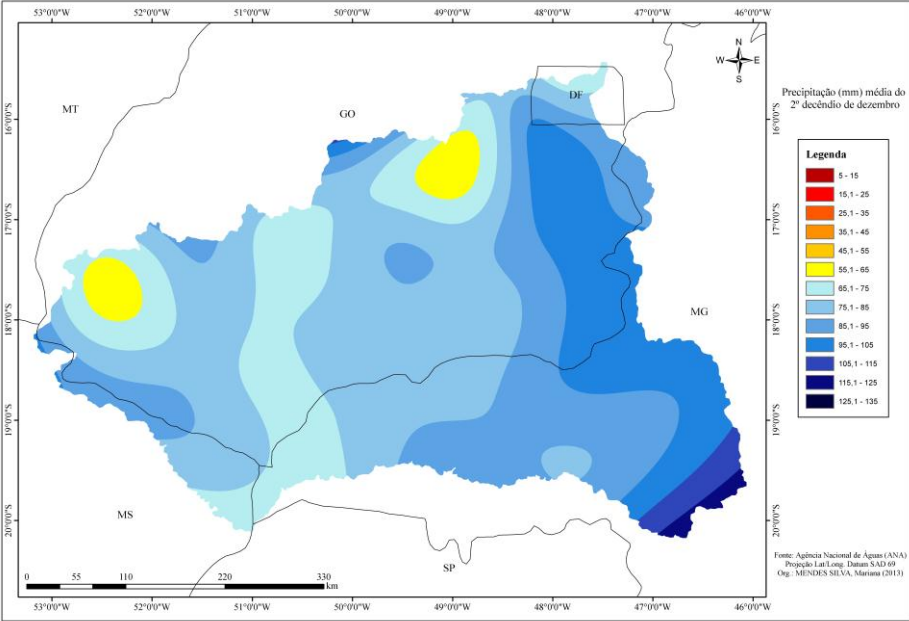 53°0'0"W 52°0'0"W 51°0'0"W 50°0'0"W 49°0'0"W 48°0'0"W 47°0'0"W 46°0'0"W
N
W E
S
MT
GO
DF
MG
MS
SP
16°0'0"S
17°0'0"S
18°0'0"S
19°0'0"S
20°0'0"S
16°0'0"S
17°0'0"S
18°0'0"S
19°0'0"S
20°0'0"S
Precipitação (mm) média do
2º decêndio de dezembro
Legenda
5 - 15
15,1 - 25
25,1 - 35
35,1 - 45
45,1 - 55
55,1 - 65
65,1 - 75
75,1 - 85
85,1 - 95
95,1 - 105
105,1 - 115
115,1 - 125
125,1 - 135
0 55 110 220 330
km
53°0'0"W 52°0'0"W 51°0'0"W 50°0'0"W 49°0'0"W 48°0'0"W 47°0'0"W 46°0'0"W
Fonte: Agência Nacional de Águas (ANA)
Projeção Lat/Long. Datum SAD 69
Org.: MENDES SILVA, Mariana (2013)